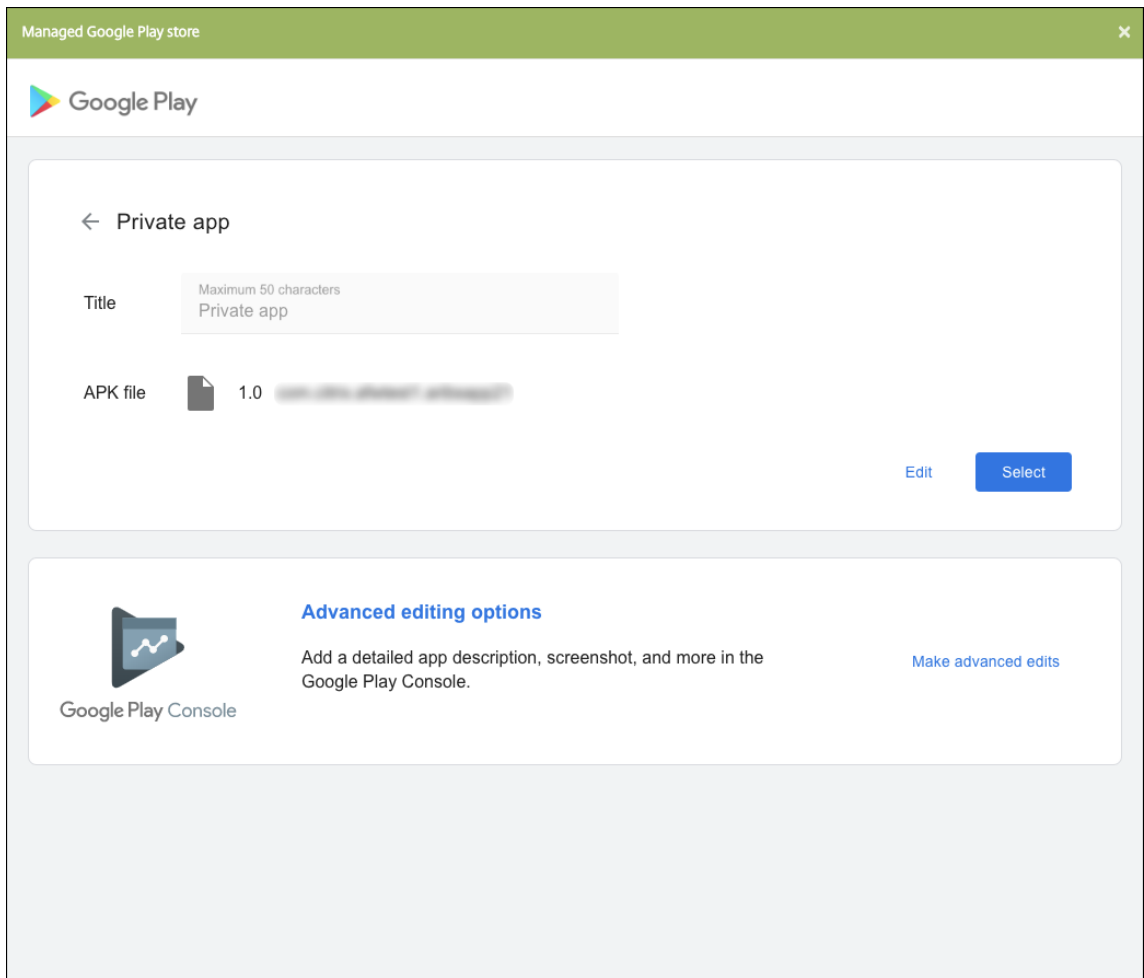 Managed Google Play store
Google Play
Private app
Title
Maximum 50 characters
Private app
APK file 1.0
Edit Select
Advanced editing options
Add a detailed app description, screenshot, and more in the
Google Play Console.
Make advanced edits
Google Play Console